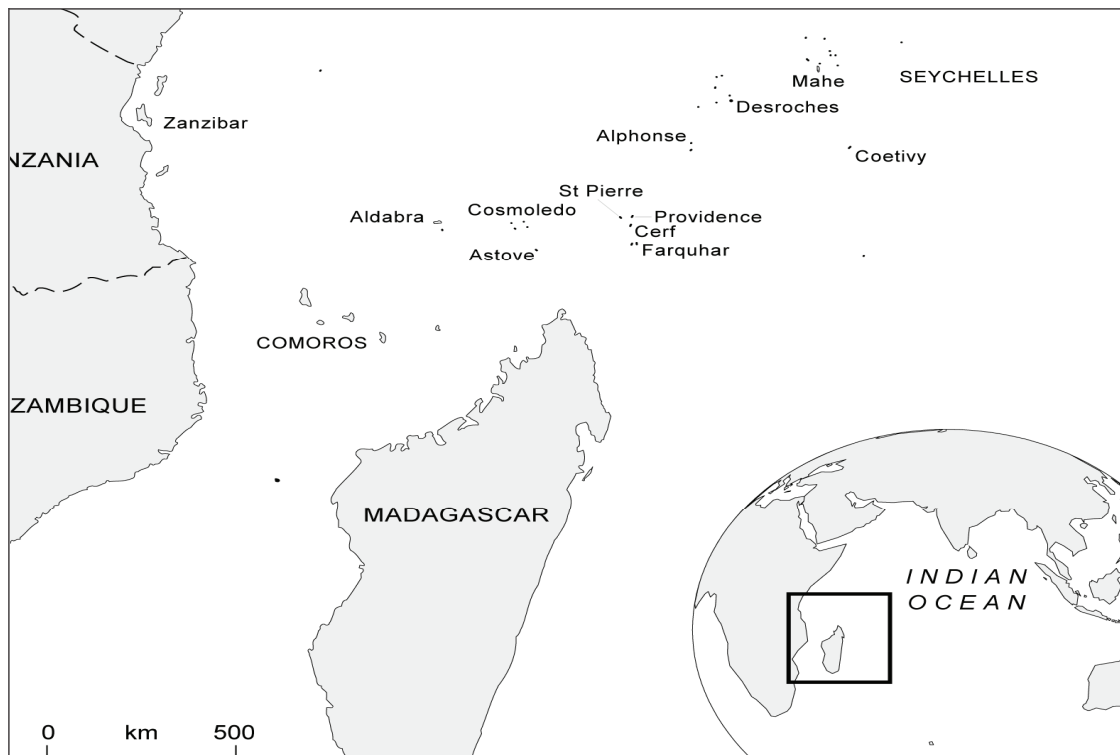 Mahe
SEYCHELLES
Desroches
Zanzibar
Alphonse
NZANIA
Coetivy
St Pierre
Aldabra
Cosmoledo
Providence
Cerf
Astove
Farquhar
COMOROS
ZAMBIQUE
MADAGASCAR
INDIAN
OCEAN
0 km 500